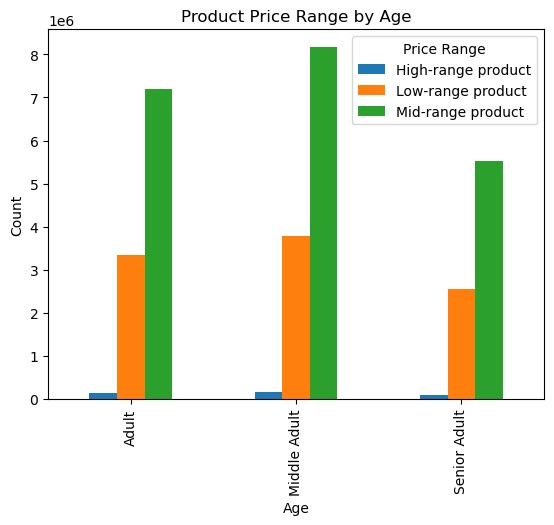 Product Price Range by Age
1e6
Price Range
High-range product
Low-range product
Mid-range product
8
7
6
5
4
3
2
1
0
Count
Adult
Middle Adult
Senior Adult
Age